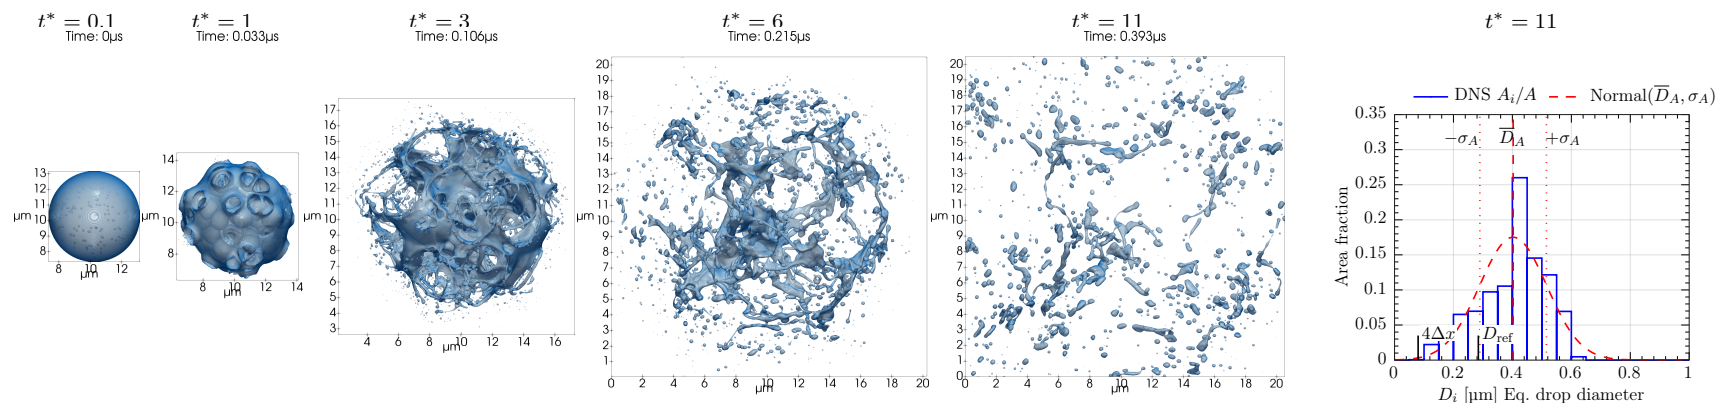 t* = 0.1
Time: 0µs
13
12
11
µm 10
9
8
8 10 12
µm
t* = 1
Time: 0.033µs
14
12
µm
10
8
8 10 12 14
µm
t* = 3
Time: 0.106µs
17
16
15
14
13
12
11
µm 10
9
8
7
6
5
4
3
4 6 8 10 12 14 16
µm
t* = 6
Time: 0.215µs
20
19
18
17
16
15
14
13
12
11
µm 10
9
8
7
6
5
4
3
2
1
0 2 4 6 8 10 12 14 16 18 20
µm
t* = 11
Time: 0.393µs
20
19
18
17
16
15
14
13
12
11
µm 10
9
8
7
6
5
4
3
2
1
0
0 2 4 6 8 10 12 14 16 18 20
µm
t* = 11
DNS A_i/A Normal(D̅_A, σ_A)
0.35
−σ_A D̅_A +σ_A
0.3
0.25
0.2
0.15
0.1
0.05
4Δx D_ref
0
0 0.2 0.4 0.6 0.8 1
Area fraction
D_i [µm] Eq. drop diameter